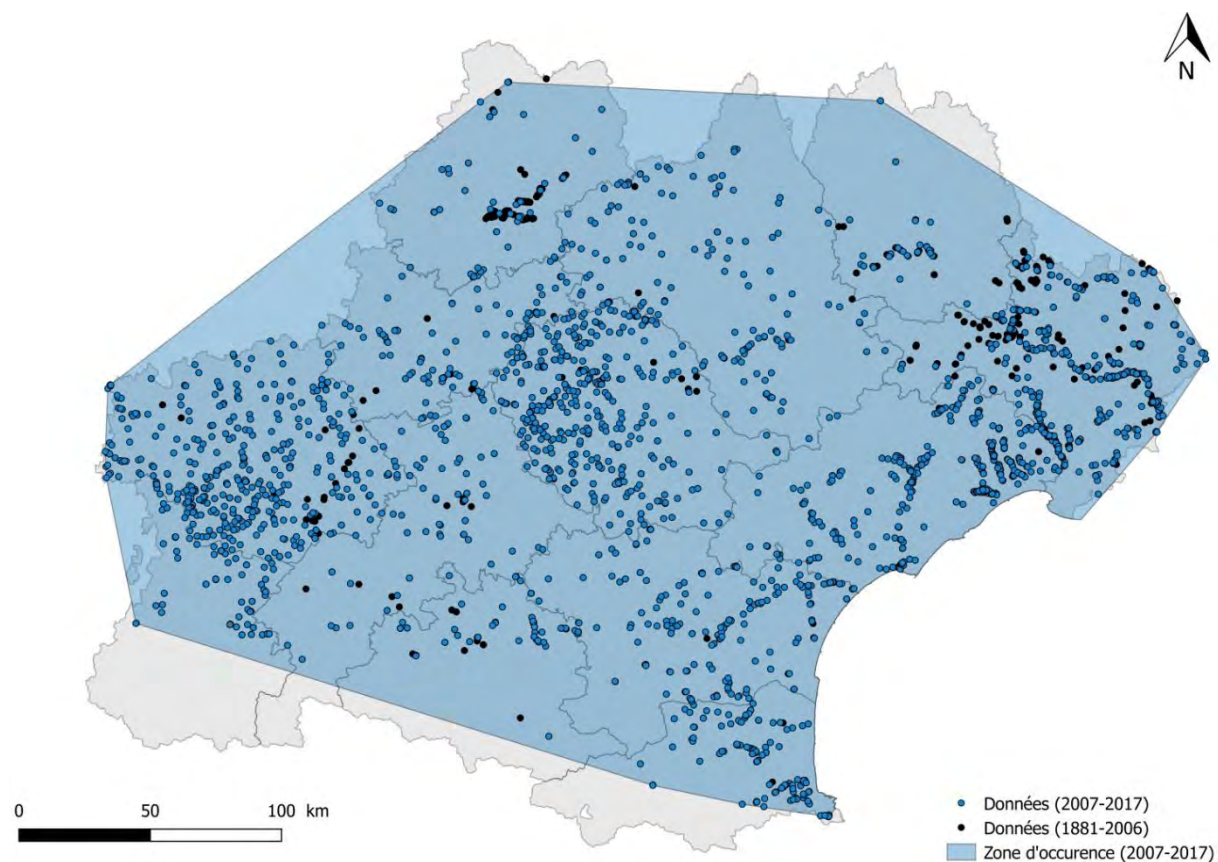 N
0 50 100 km
Données (2007-2017)
Données (1881-2006)
Zone d'occurence (2007-2017)